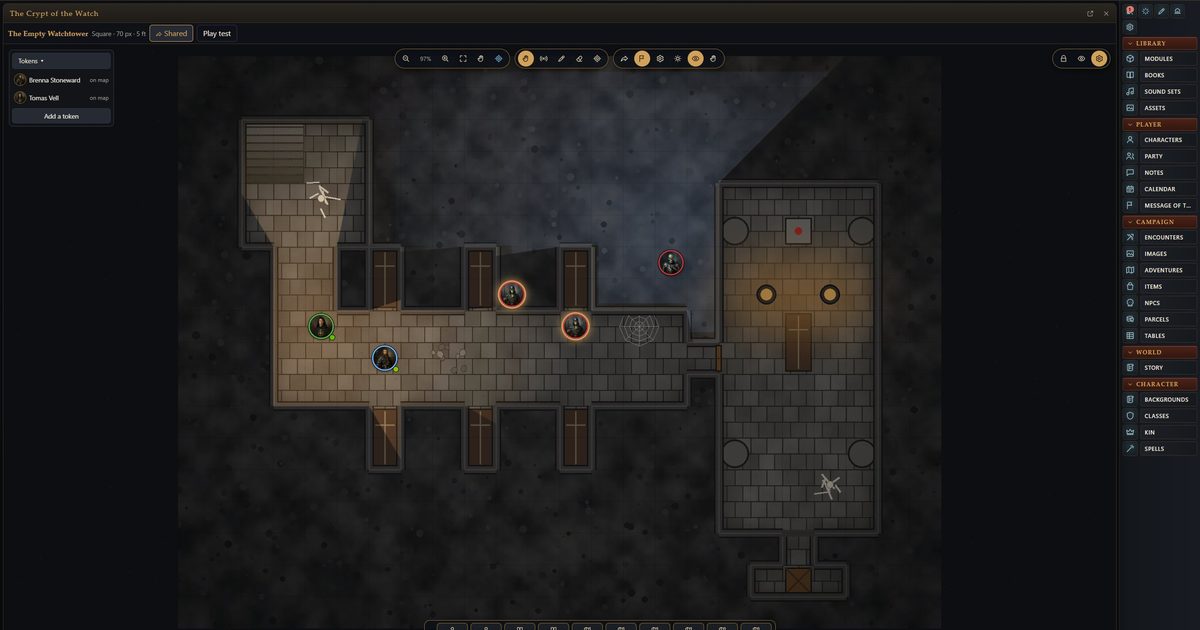 The Crypt of the Watch
The Empty Watchtower Square · 70 px · 5 ft Shared Play test
Tokens
Brenna Stoneward on map
Tomas Vell on map
Add a token
97%
LIBRARY
MODULES
BOOKS
SOUND SETS
ASSETS
PLAYER
CHARACTERS
PARTY
NOTES
CALENDAR
MESSAGE OF T...
CAMPAIGN
ENCOUNTERS
IMAGES
ADVENTURES
ITEMS
NPCS
PARCELS
TABLES
WORLD
STORY
CHARACTER
BACKGROUNDS
CLASSES
KIN
SPELLS